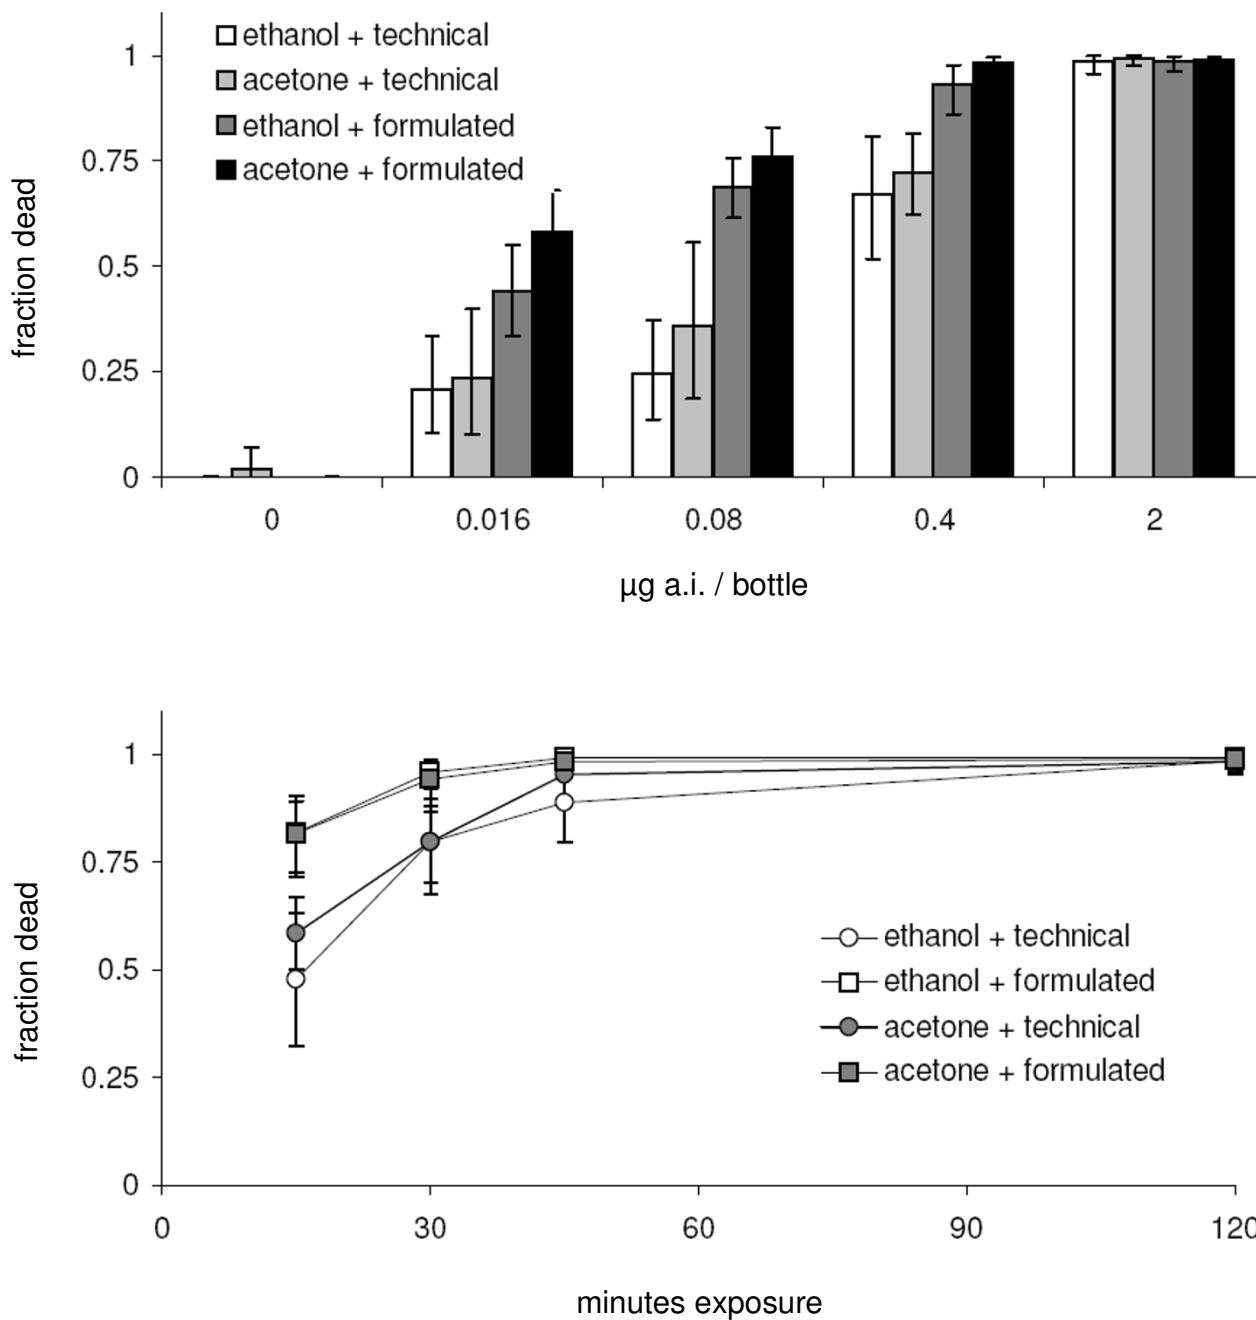 ethanol + technical
acetone + technical
ethanol + formulated
acetone + formulated
1
0.75
0.5
0.25
0
fraction dead
0 0.016 0.08 0.4 2
µg a.i. / bottle
1
0.75
0.5
0.25
0
fraction dead
ethanol + technical
ethanol + formulated
acetone + technical
acetone + formulated
0 30 60 90 120
minutes exposure